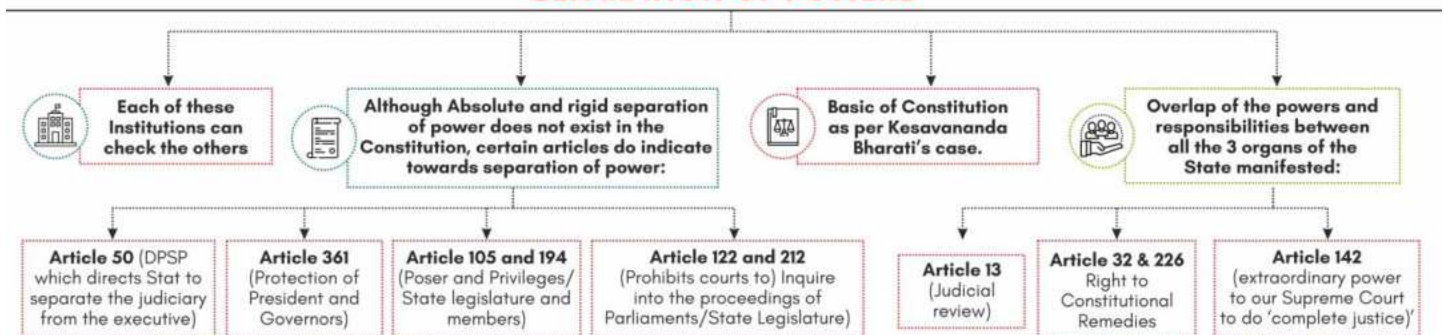 Each of these
Institutions can
check the others
Although Absolute and rigid separation
of power does not exist in the
Constitution, certain articles do indicate
towards separation of power:
Basic of Constitution
as per Kesavananda
Bharati's case.
Overlap of the powers and
responsibilities between
all the 3 organs of the
State manifested:
Article 50 (DPSP
which directs Stat to
separate the judiciary
from the executive)
Article 361
(Protection of
President and
Governors)
Article 105 and 194
(Poser and Privileges/
State legislature and
members)
Article 122 and 212
(Prohibits courts to) Inquire
into the proceedings of
Parliaments/State Legislature)
Article 13
(Judicial
review)
Article 32 & 226
Right to
Constitutional
Remedies
Article 142
(extraordinary power
to our Supreme Court
to do 'complete justice)'